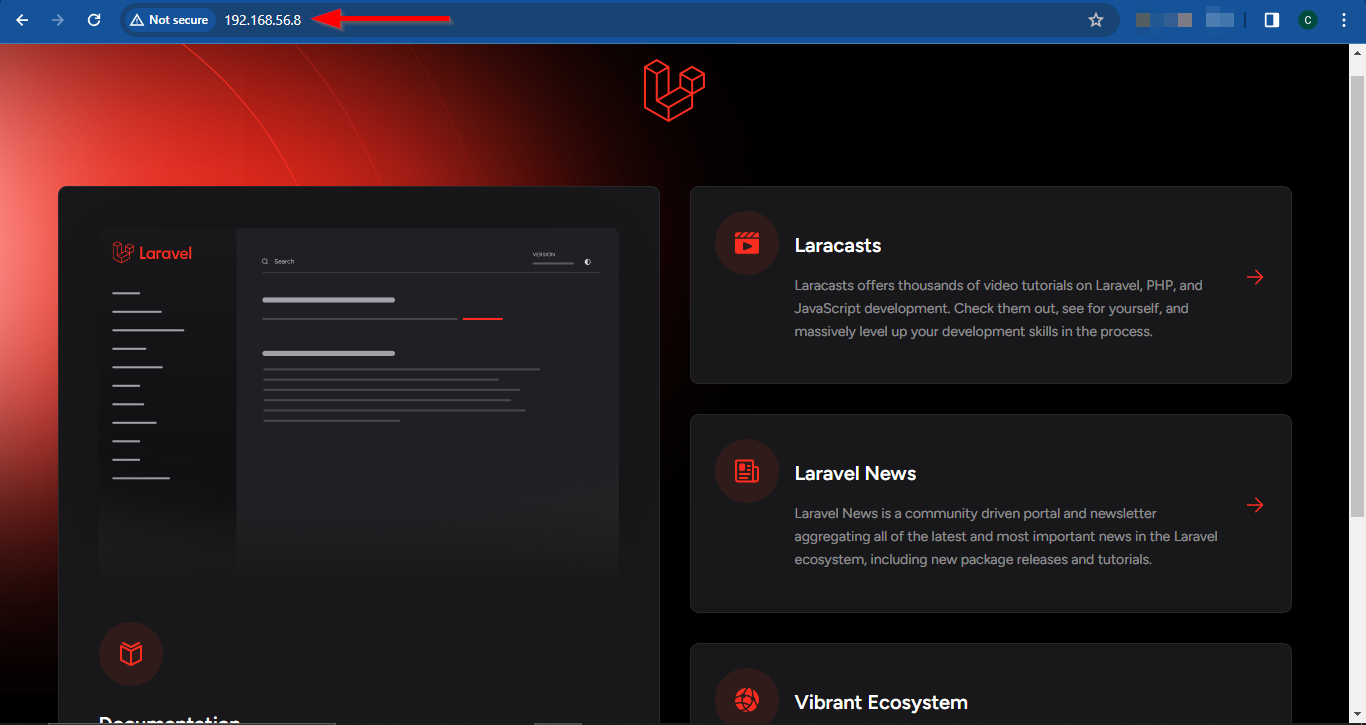 Not secure 192.168.56.8
C
Laravel
Search
VERSION
Documentation
Laracasts
Laracasts offers thousands of video tutorials on Laravel, PHP, and
JavaScript development. Check them out, see for yourself, and
massively level up your development skills in the process.
Laravel News
Laravel News is a community driven portal and newsletter
aggregating all of the latest and most important news in the Laravel
ecosystem, including new package releases and tutorials.
Vibrant Ecosystem